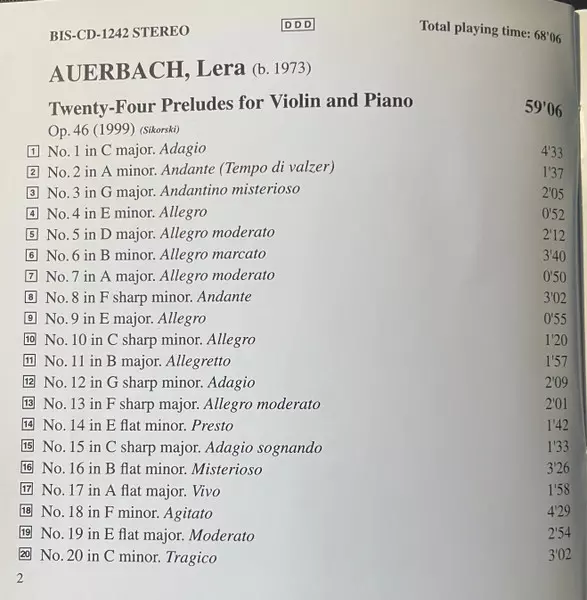 BIS-CD-1242 STEREO DDD Total playing time: 68'06
AUERBACH, Lera (b. 1973)
Twenty-Four Preludes for Violin and Piano 59'06
Op. 46 (1999) (Sikorski)
1 No. 1 in C major. Adagio 4'33
2 No. 2 in A minor. Andante (Tempo di valzer) 1'37
3 No. 3 in G major. Andantino misterioso 2'05
4 No. 4 in E minor. Allegro 0'52
5 No. 5 in D major. Allegro moderato 2'12
6 No. 6 in B minor. Allegro marcato 3'40
7 No. 7 in A major. Allegro moderato 0'50
8 No. 8 in F sharp minor. Andante 3'02
9 No. 9 in E major. Allegro 0'55
10 No. 10 in C sharp minor. Allegro 1'20
11 No. 11 in B major. Allegretto 1'57
12 No. 12 in G sharp minor. Adagio 2'09
13 No. 13 in F sharp major. Allegro moderato 2'01
14 No. 14 in E flat minor. Presto 1'42
15 No. 15 in C sharp major. Adagio sognando 1'33
16 No. 16 in B flat minor. Misterioso 3'26
17 No. 17 in A flat major. Vivo 1'58
18 No. 18 in F minor. Agitato 4'29
19 No. 19 in E flat major. Moderato 2'54
20 No. 20 in C minor. Tragico 3'02
2